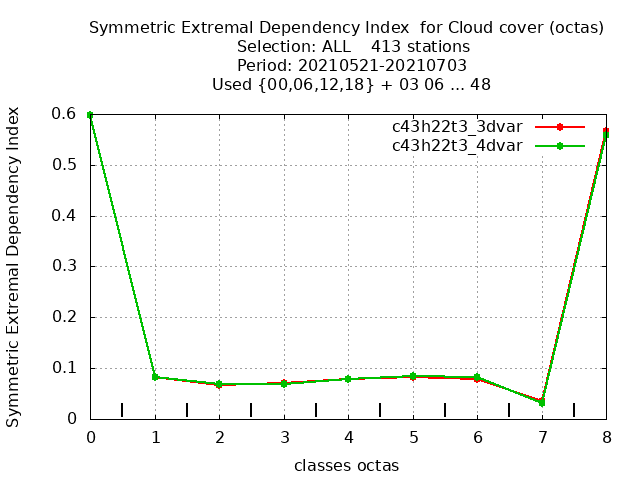 Symmetric Extremal Dependency Index  for Cloud cover (octas)
Selection: ALL    413 stations
Period: 20210521-20210703
Used {00,06,12,18} + 03 06 ... 48
c43h22t3_3dvar
c43h22t3_4dvar
Symmetric Extremal Dependency Index
0.6
0.5
0.4
0.3
0.2
0.1
0
0 1 2 3 4 5 6 7 8
classes octas